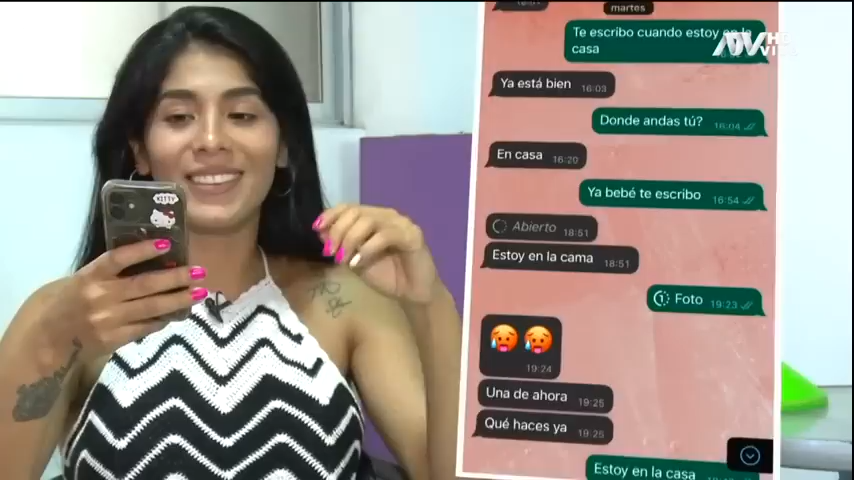 KITTY
ATV HD
martes
Te escribo cuando estoy en la
casa
Ya está bien 16:03
Donde andas tú? 16:04
En casa 16:20
Ya bebé te escribo 16:54
Abierto 18:51
Estoy en la cama 18:51
1 Foto 19:23
19:24
Una de ahora 19:25
Qué haces ya 19:25
Estoy en la casa